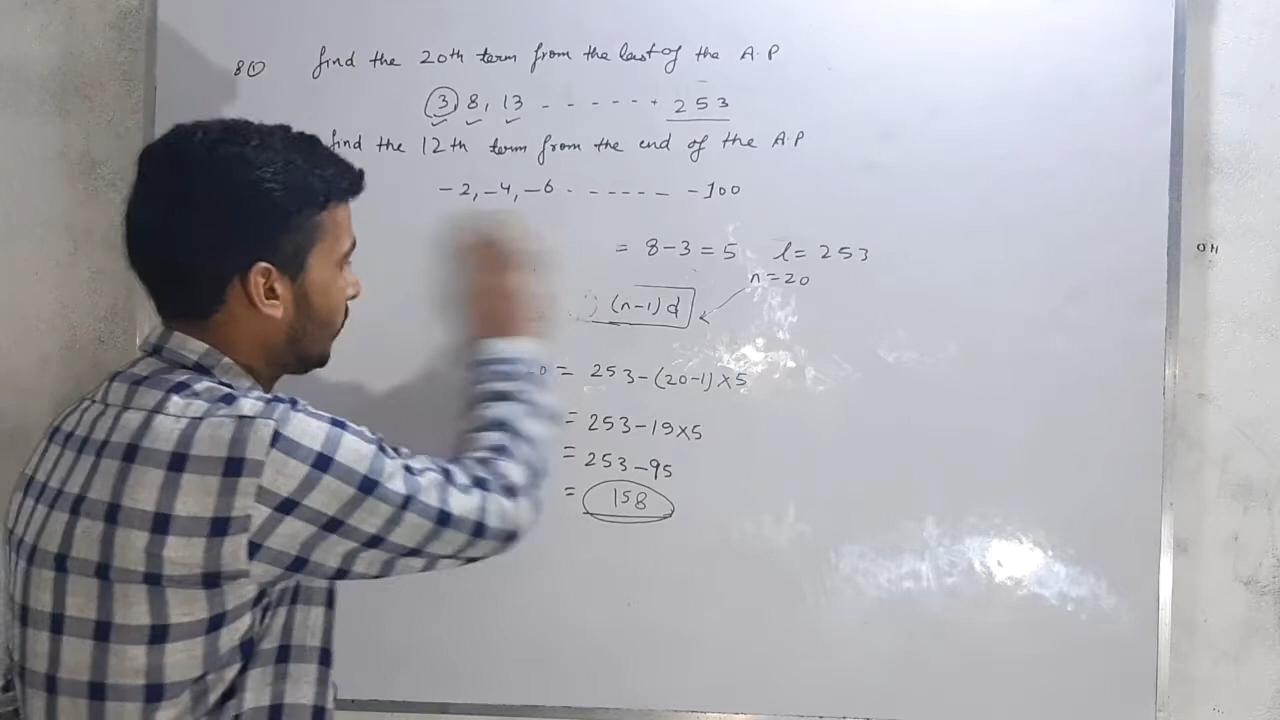 8① find the 20th term from the last of the A.P
3, 8, 13 - - - - - - 253
find the 12th term from the end of the A.P
-2, -4, -6 - - - - - - -100
= 8-3 = 5 l = 253
n = 20
(n-1) d
0 = 253-(20-1)×5
= 253-19×5
= 253-95
= 158